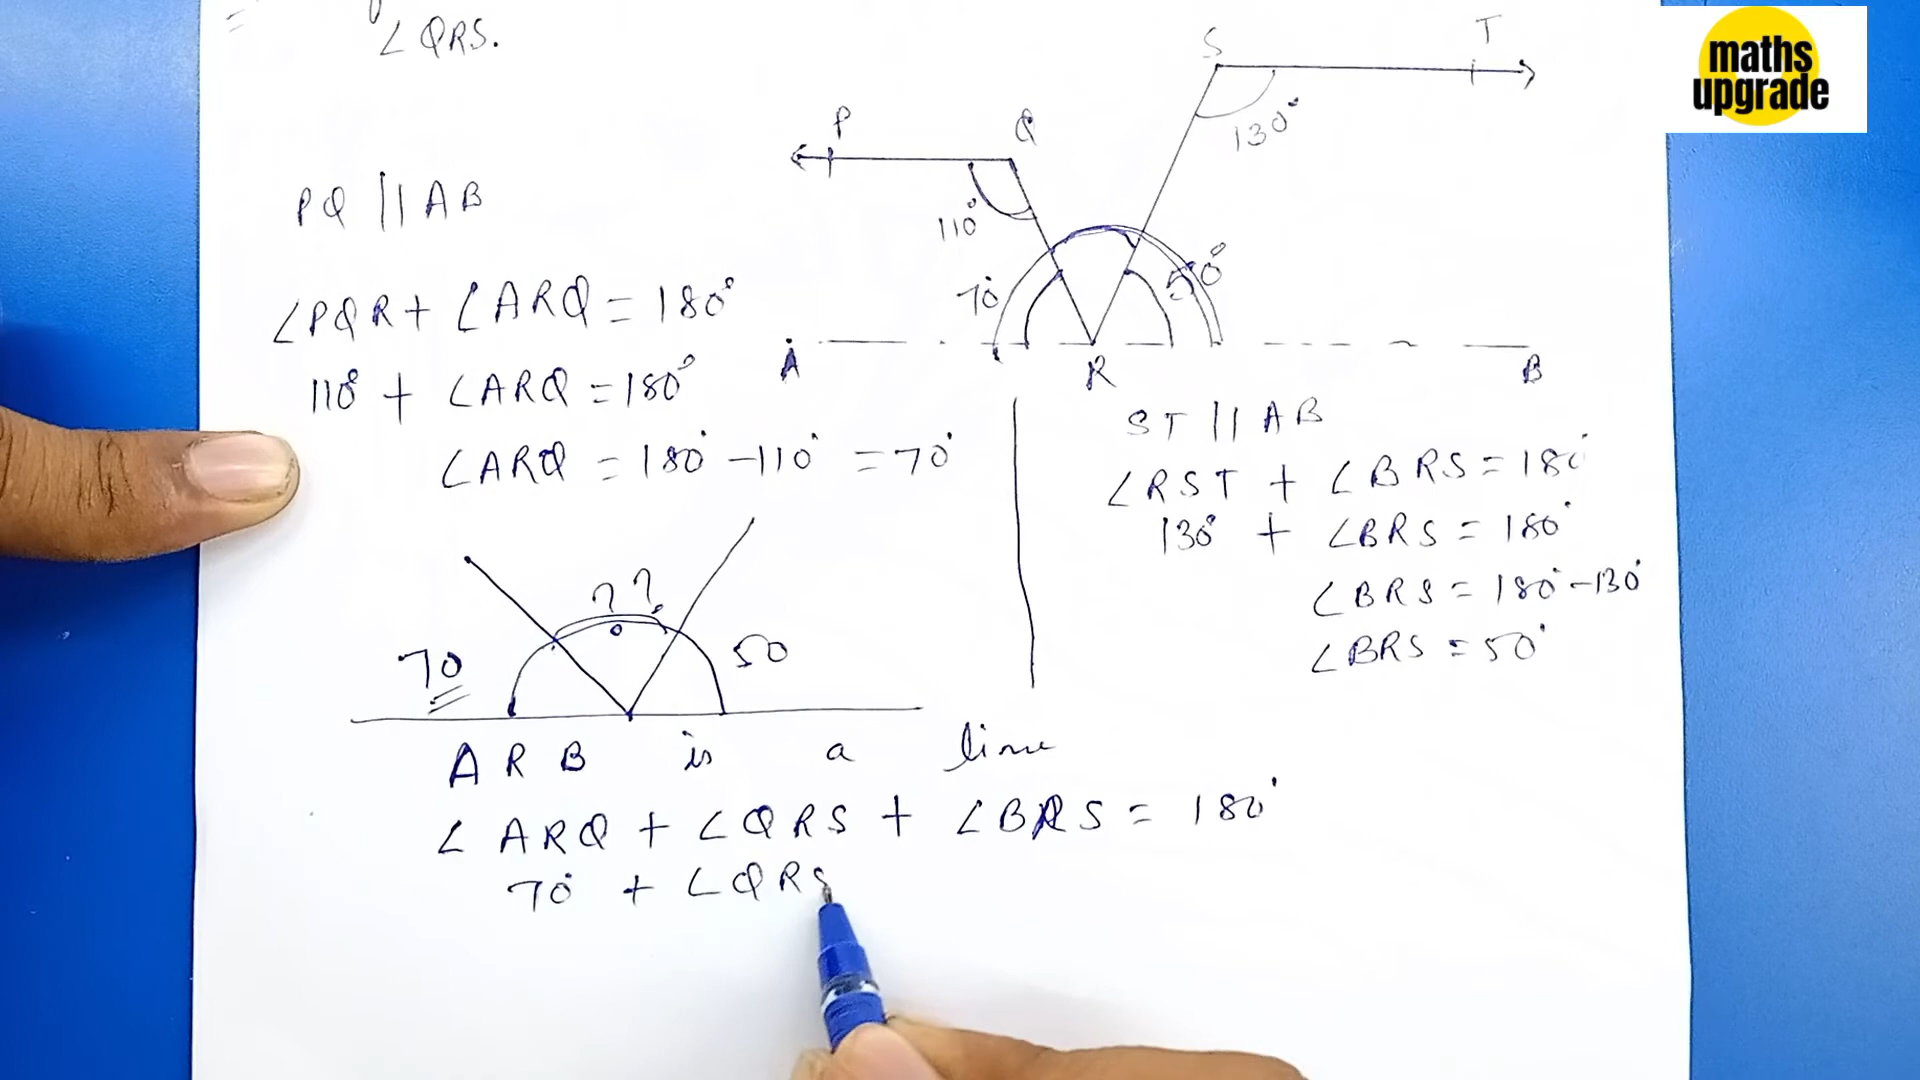 ∠QRS.
maths
upgrade
S
T
130°
P
Q
110°
70°
50°
A
R
B
PQ || AB
∠PQR + ∠ARQ = 180°
110° + ∠ARQ = 180°
∠ARQ = 180° - 110° = 70°
ST || AB
∠RST + ∠BRS = 180°
130° + ∠BRS = 180°
∠BRS = 180° - 130°
∠BRS = 50°
??
70
50
ARB is a line
∠ARQ + ∠QRS + ∠BRS = 180°
70° + ∠QRS